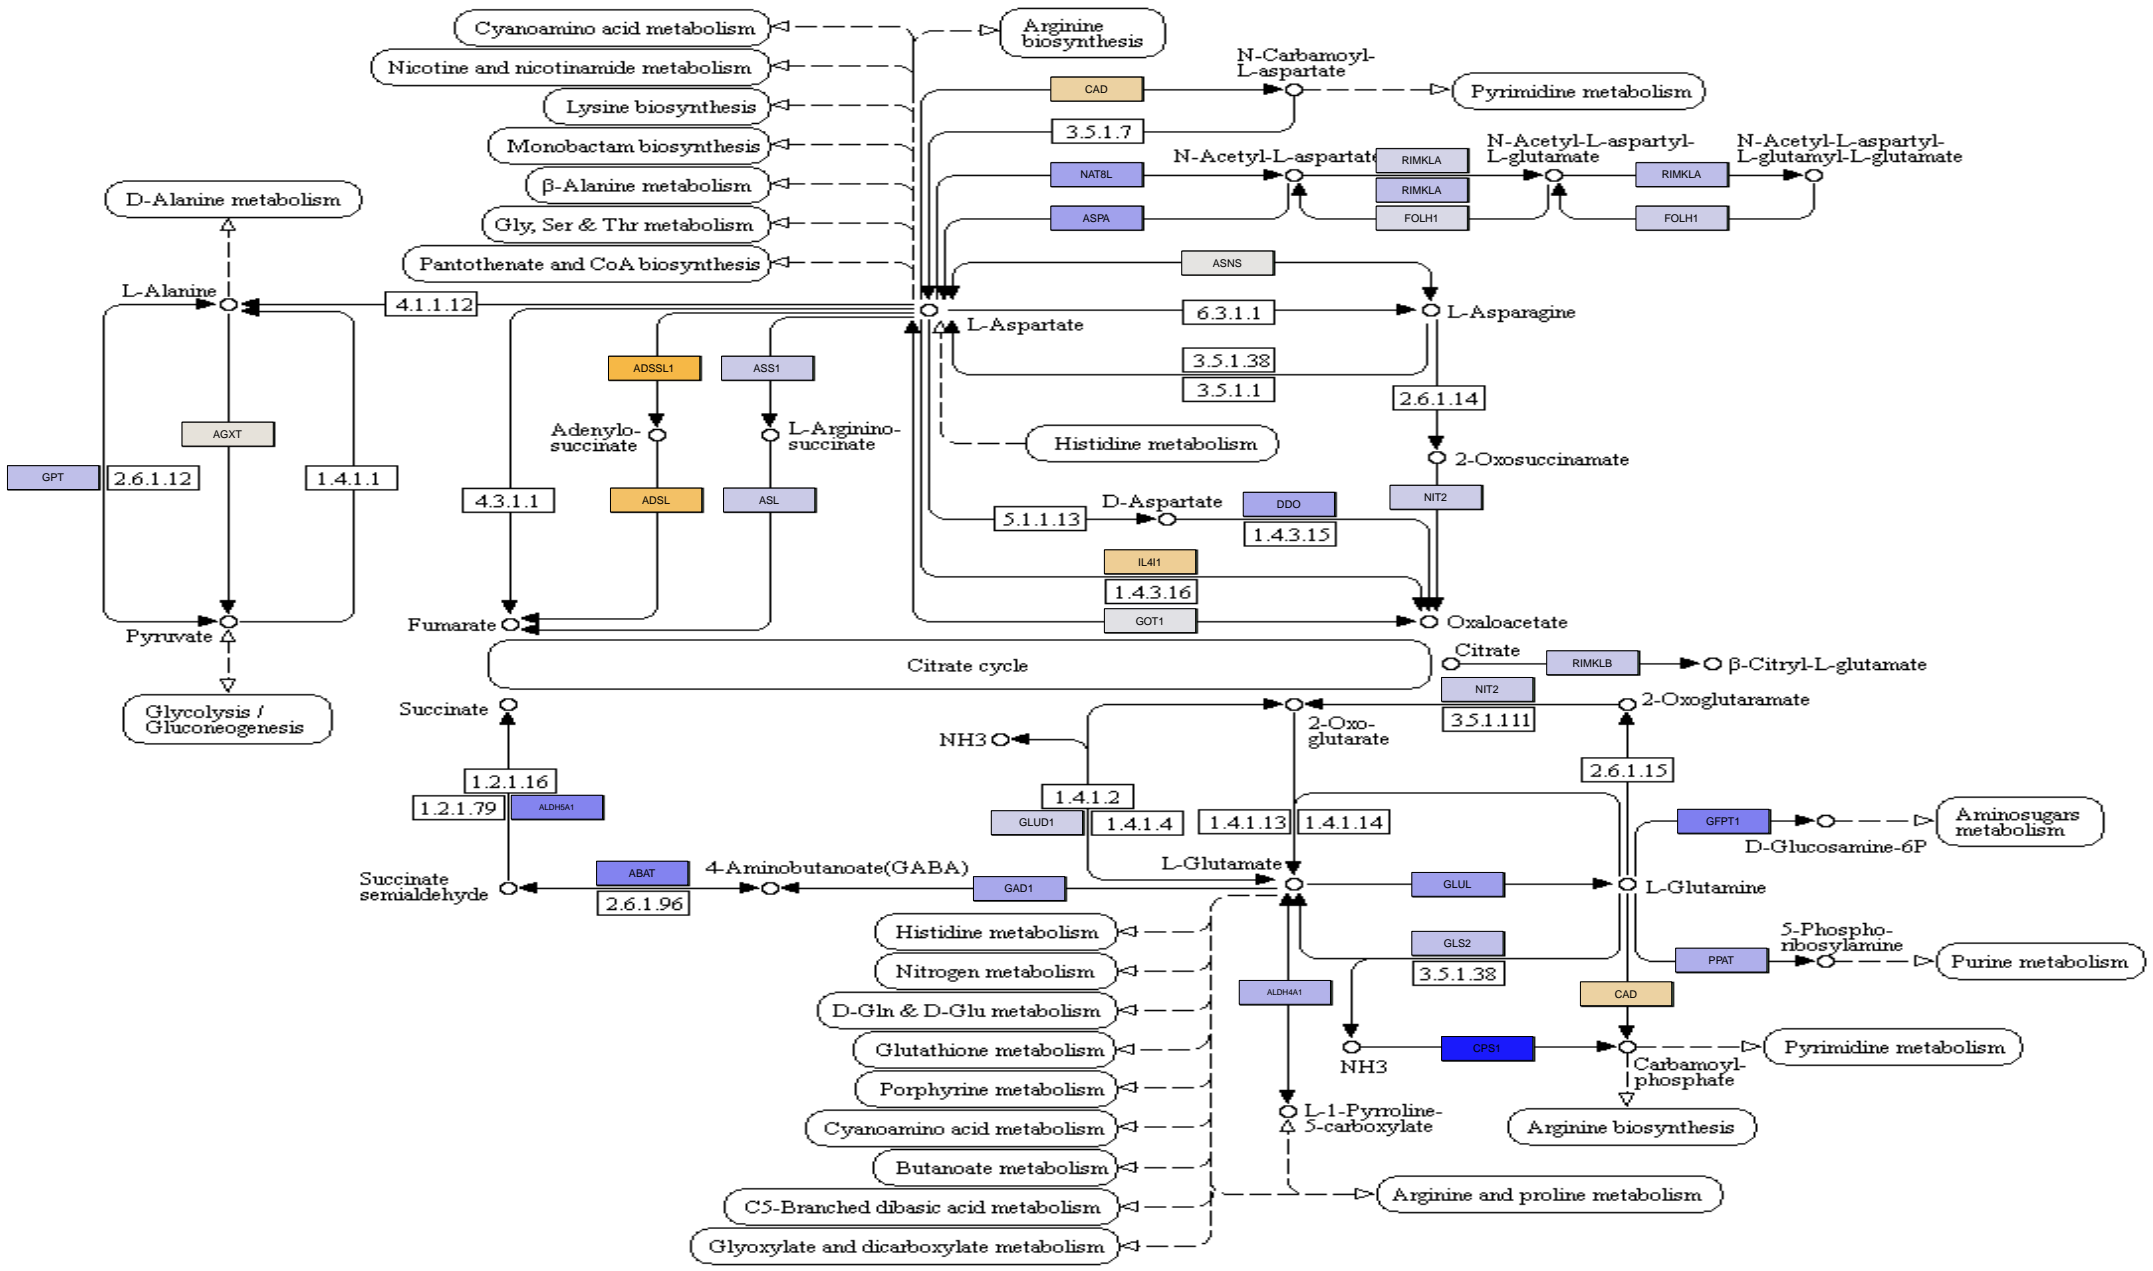 Cyanoamino acid metabolism
Arginine
biosynthesis
Nicotine and nicotinamide metabolism
N-Carbamoyl-
L-aspartate
CAD
Pyrimidine metabolism
Lysine biosynthesis
3.5.1.7
Monobactam biosynthesis
N-Acetyl-L-aspartate
RIMKLA
N-Acetyl-L-aspartyl-
L-glutamate
N-Acetyl-L-aspartyl-
L-glutamyl-L-glutamate
NAT8L
RIMKLA
RIMKLA
β-Alanine metabolism
D-Alanine metabolism
ASPA
FOLH1
FOLH1
Gly, Ser & Thr metabolism
Pantothenate and CoA biosynthesis
ASNS
L-Alanine
4.1.1.12
6.3.1.1
L-Asparagine
L-Aspartate
3.5.1.38
3.5.1.1
ADSSL1
ASS1
2.6.1.14
AGXT
Adenylo-
succinate
L-Arginino-
succinate
Histidine metabolism
2-Oxosuccinamate
GPT
2.6.1.12
1.4.1.1
4.3.1.1
ADSL
ASL
D-Aspartate
DDO
NIT2
5.1.1.13
1.4.3.15
IL4I1
1.4.3.16
GOT1
Pyruvate
Fumarate
Oxaloacetate
Citrate cycle
Citrate
RIMKLB
β-Citryl-L-glutamate
Glycolysis /
Gluconeogenesis
Succinate
NIT2
2-Oxoglutaramate
3.5.1.111
NH3
2-Oxo-
glutarate
1.2.1.16
1.2.1.79
ALDH5A1
1.4.1.2
GLUD1
1.4.1.4
1.4.1.13
1.4.1.14
2.6.1.15
GFPT1
Aminosugars
metabolism
D-Glucosamine-6P
Succinate
semialdehyde
ABAT
2.6.1.96
4-Aminobutanoate(GABA)
GAD1
L-Glutamate
GLUL
L-Glutamine
Histidine metabolism
GLS2
3.5.1.38
5-Phospho-
ribosylamine
PPAT
Purine metabolism
Nitrogen metabolism
ALDH4A1
CAD
D-Gln & D-Glu metabolism
Glutathione metabolism
NH3
CPS1
Carbamoyl-
phosphate
Pyrimidine metabolism
Porphyrine metabolism
L-1-Pyrroline-
5-carboxylate
Arginine biosynthesis
Cyanoamino acid metabolism
Butanoate metabolism
C5-Branched dibasic acid metabolism
Arginine and proline metabolism
Glyoxylate and dicarboxylate metabolism